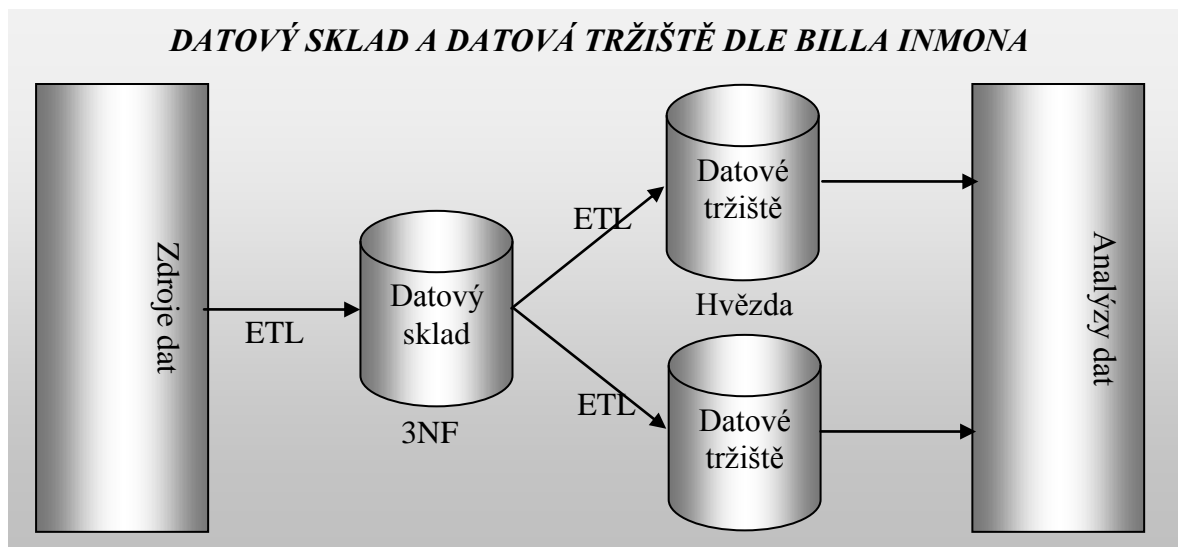 DATOVÝ SKLAD A DATOVÁ TRŽIŠTĚ DLE BILLA INMONA
Zdroje dat
ETL
Datový
sklad
3NF
ETL
ETL
Datové
tržiště
Hvězda
Datové
tržiště
Analýzy dat